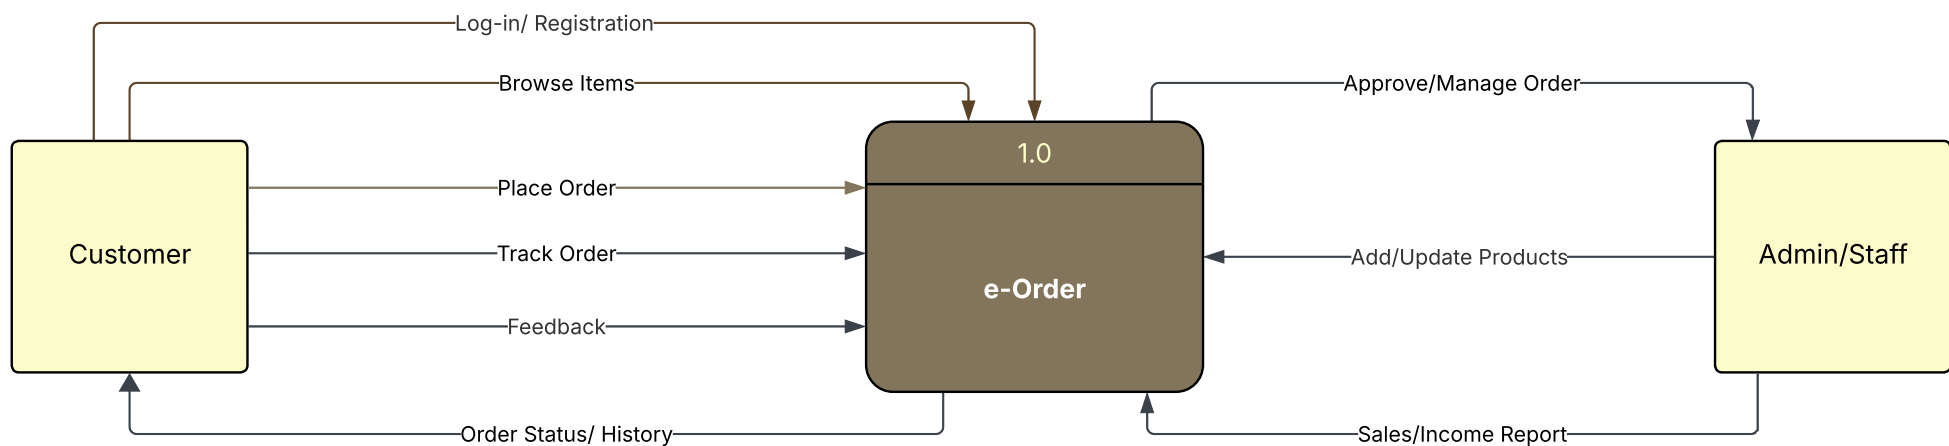 Log-in/ Registration
Browse Items
Approve/Manage Order
1.0
Place Order
Customer
Track Order
Add/Update Products
Admin/Staff
e-Order
Feedback
Order Status/ History
Sales/Income Report